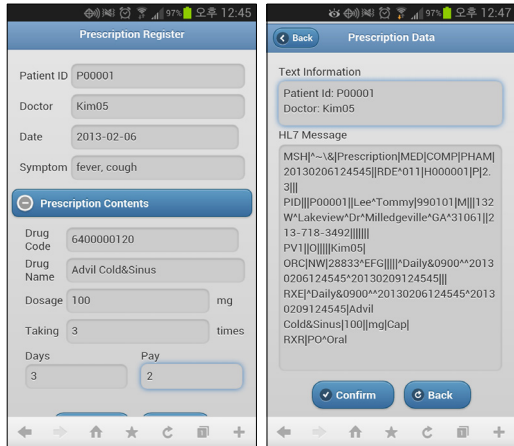 97% 오후 12:45
Prescription Register
Patient ID P00001
Doctor Kim05
Date 2013-02-06
Symptom fever, cough
Prescription Contents
Drug Code 6400000120
Drug Name Advil Cold&Sinus
Dosage 100 mg
Taking 3 times
Days Pay
3 2
97% 오후 12:47
Back Prescription Data
Text Information
Patient Id: P00001
Doctor: Kim05
HL7 Message
MSH|^~\&|Prescription|MED|COMP|PHAM|
20130206124545||RDE^011|H000001|P|2.
3|||
PID|||P00001||Lee^Tommy|990101|M|||132
W^Lakeview^Dr^Milledgeville^GA^31061||2
13-718-3492|||||||
PV1||O|||||Kim05|
ORC|NW|28833^EFG|||||^Daily&0900^^2013
0206124545^20130209124545|||
RXE|^Daily&0900^^20130206124545^2013
0209124545|Advil
Cold&Sinus|100||mg|Cap|
RXR|PO^Oral
Confirm Back